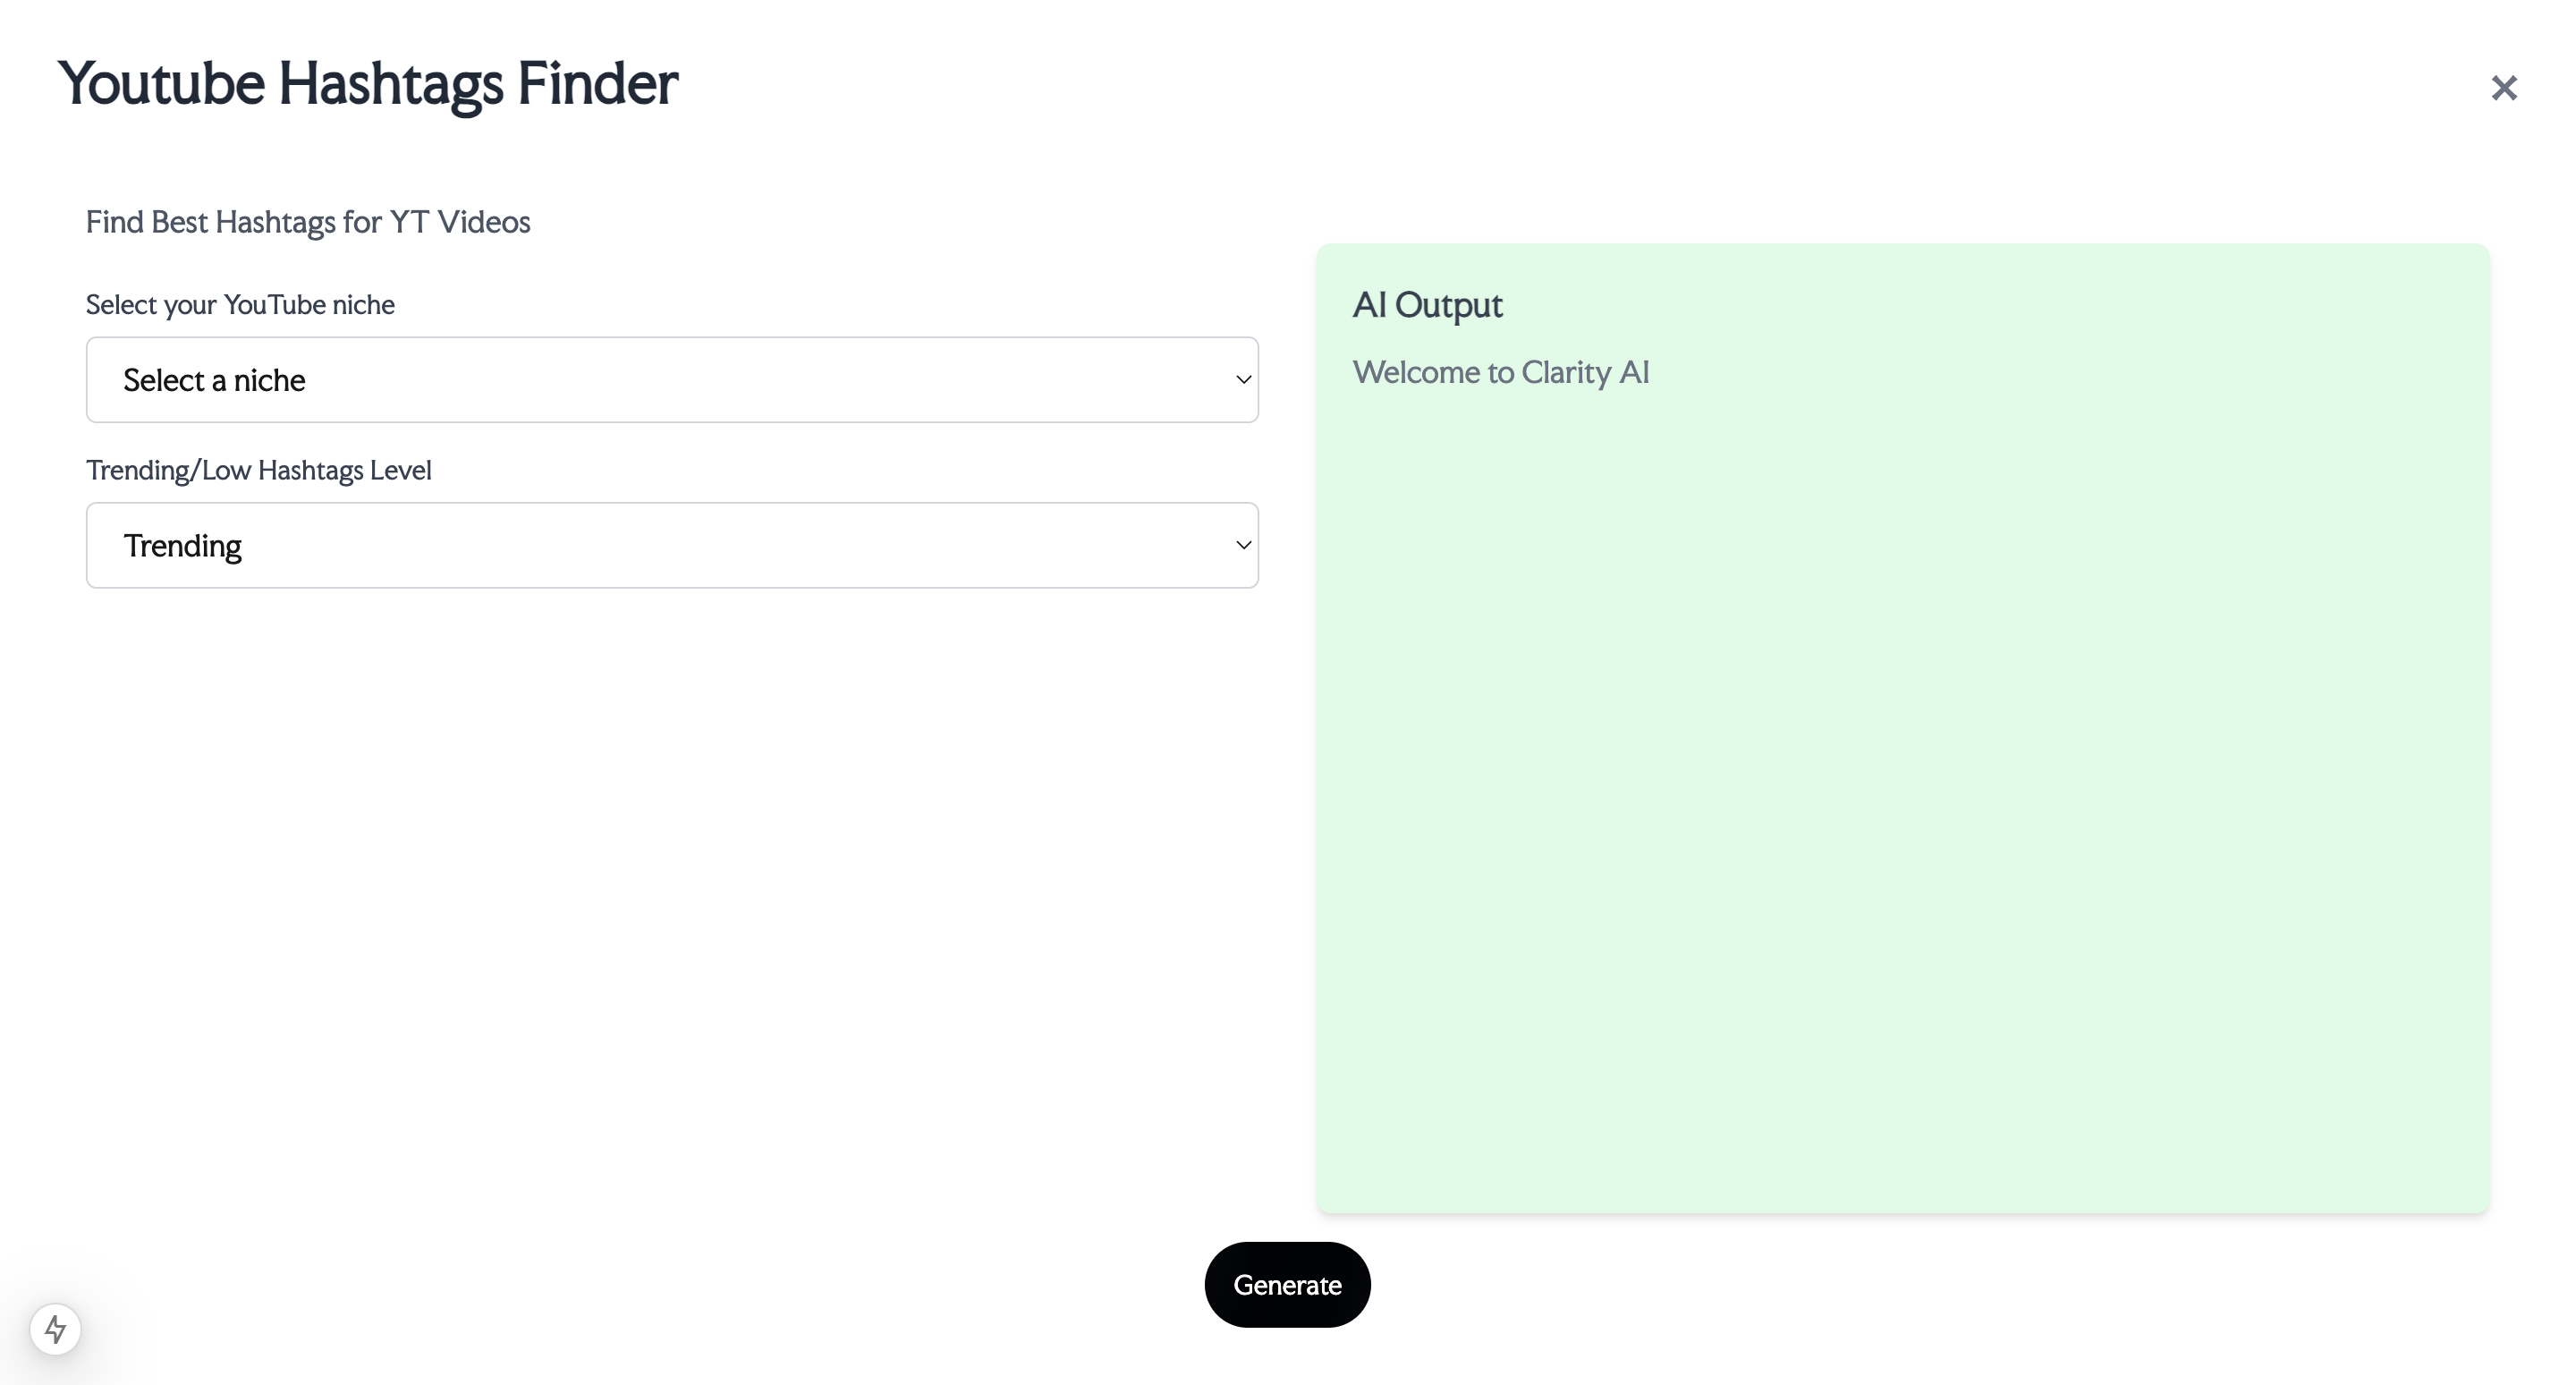 Youtube Hashtags Finder
Find Best Hashtags for YT Videos
Select your YouTube niche
Select a niche
Trending/Low Hashtags Level
Trending
AI Output
Welcome to Clarity AI
Generate